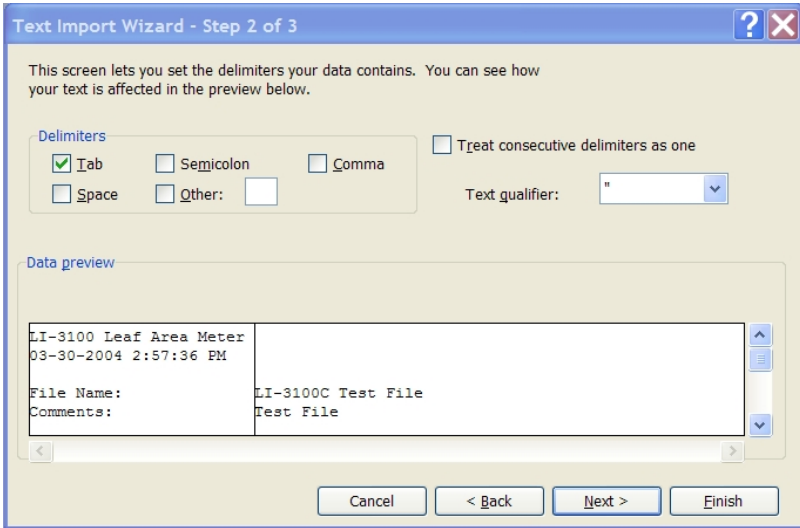 Text Import Wizard - Step 2 of 3
This screen lets you set the delimiters your data contains. You can see how
your text is affected in the preview below.
Delimiters
Tab
Semicolon
Comma
Space
Other:
Treat consecutive delimiters as one
Text qualifier:
"
Data preview
LI-3100 Leaf Area Meter
03-30-2004 2:57:36 PM
File Name: LI-3100C Test File
Comments: Test File
Cancel
< Back
Next >
Finish